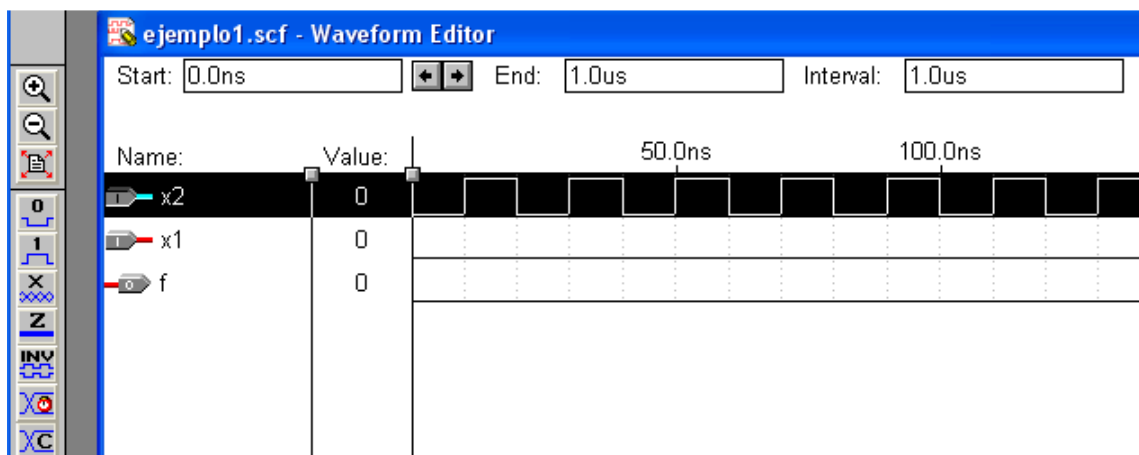 ejemplo1.scf - Waveform Editor
Start: 0.0ns End: 1.0us Interval: 1.0us
50.0ns 100.0ns
Name: Value:
I x2 0
I x1 0
O f 0
0
1
X
Z
INV
C